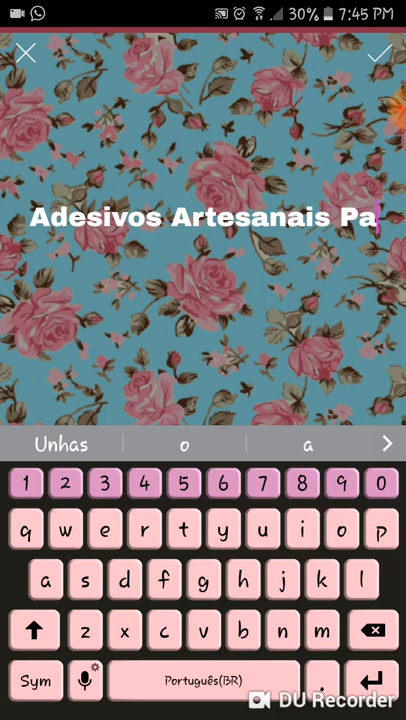 30% 7:45 PM
Adesivos Artesanais Pa
Unhas o a
1 2 3 4 5 6 7 8 9 0
q w e r t y u i o p
a s d f g h j k l
z x c v b n m
Sym Português(BR) .
DU Recorder